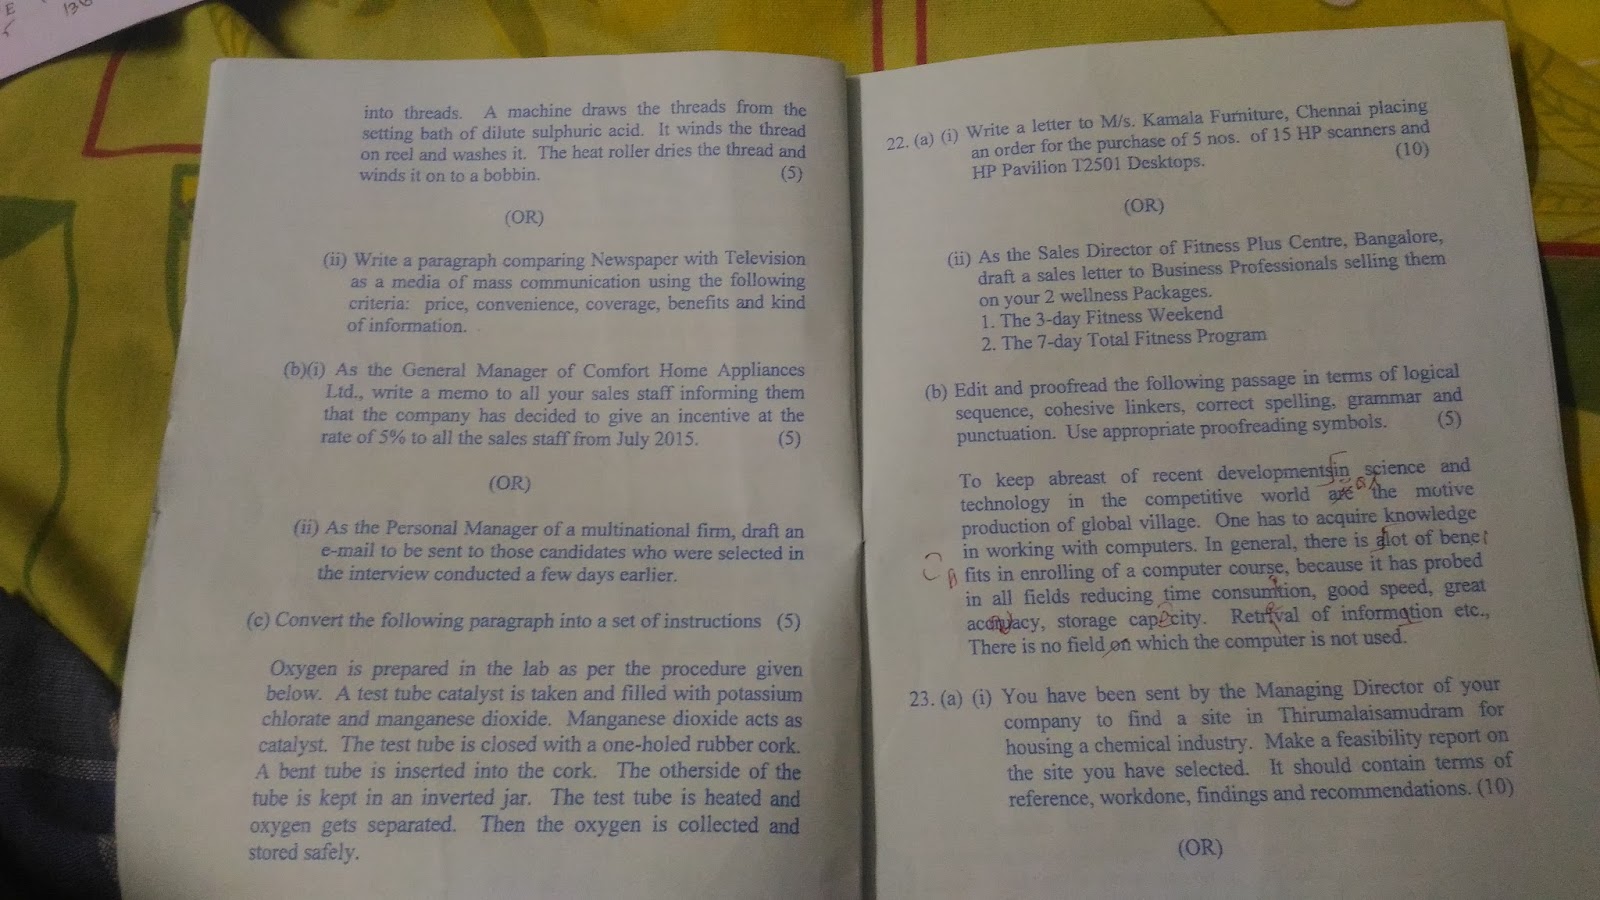 E
into threads. A machine draws the threads from the
setting bath of dilute sulphuric acid. It winds the thread
on reel and washes it. The heat roller dries the thread and
winds it on to a bobbin. (5)
(OR)
(ii) Write a paragraph comparing Newspaper with Television
as a media of mass communication using the following
criteria: price, convenience, coverage, benefits and kind
of information.
(b)(i) As the General Manager of Comfort Home Appliances
Ltd., write a memo to all your sales staff informing them
that the company has decided to give an incentive at the
rate of 5% to all the sales staff from July 2015. (5)
(OR)
(ii) As the Personal Manager of a multinational firm, draft an
e-mail to be sent to those candidates who were selected in
the interview conducted a few days earlier.
(c) Convert the following paragraph into a set of instructions (5)
Oxygen is prepared in the lab as per the procedure given
below. A test tube catalyst is taken and filled with potassium
chlorate and manganese dioxide. Manganese dioxide acts as
catalyst. The test tube is closed with a one-holed rubber cork.
A bent tube is inserted into the cork. The otherside of the
tube is kept in an inverted jar. The test tube is heated and
oxygen gets separated. Then the oxygen is collected and
stored safely.
22. (a) (i) Write a letter to M/s. Kamala Furniture, Chennai placing
an order for the purchase of 5 nos. of 15 HP scanners and
HP Pavilion T2501 Desktops. (10)
(OR)
(ii) As the Sales Director of Fitness Plus Centre, Bangalore,
draft a sales letter to Business Professionals selling them
on your 2 wellness Packages.
1. The 3-day Fitness Weekend
2. The 7-day Total Fitness Program
(b) Edit and proofread the following passage in terms of logical
sequence, cohesive linkers, correct spelling, grammar and
punctuation. Use appropriate proofreading symbols. (5)
To keep abreast of recent developmentsin science and
technology in the competitive world are the motive
production of global village. One has to acquire knowledge
in working with computers. In general, there is alot of bene
fits in enrolling of a computer course, because it has probed
in all fields reducing time consumtion, good speed, great
storage Retrival of information etc.,
There is no field on which the computer is not used.
23. (a) (i) You have been sent by the Managing Director of your
company to find a site in Thirumalaisamudram for
housing a chemical industry. Make a feasibility report on
the site you have selected. It should contain terms of
reference, workdone, findings and recommendations. (10)
(OR)